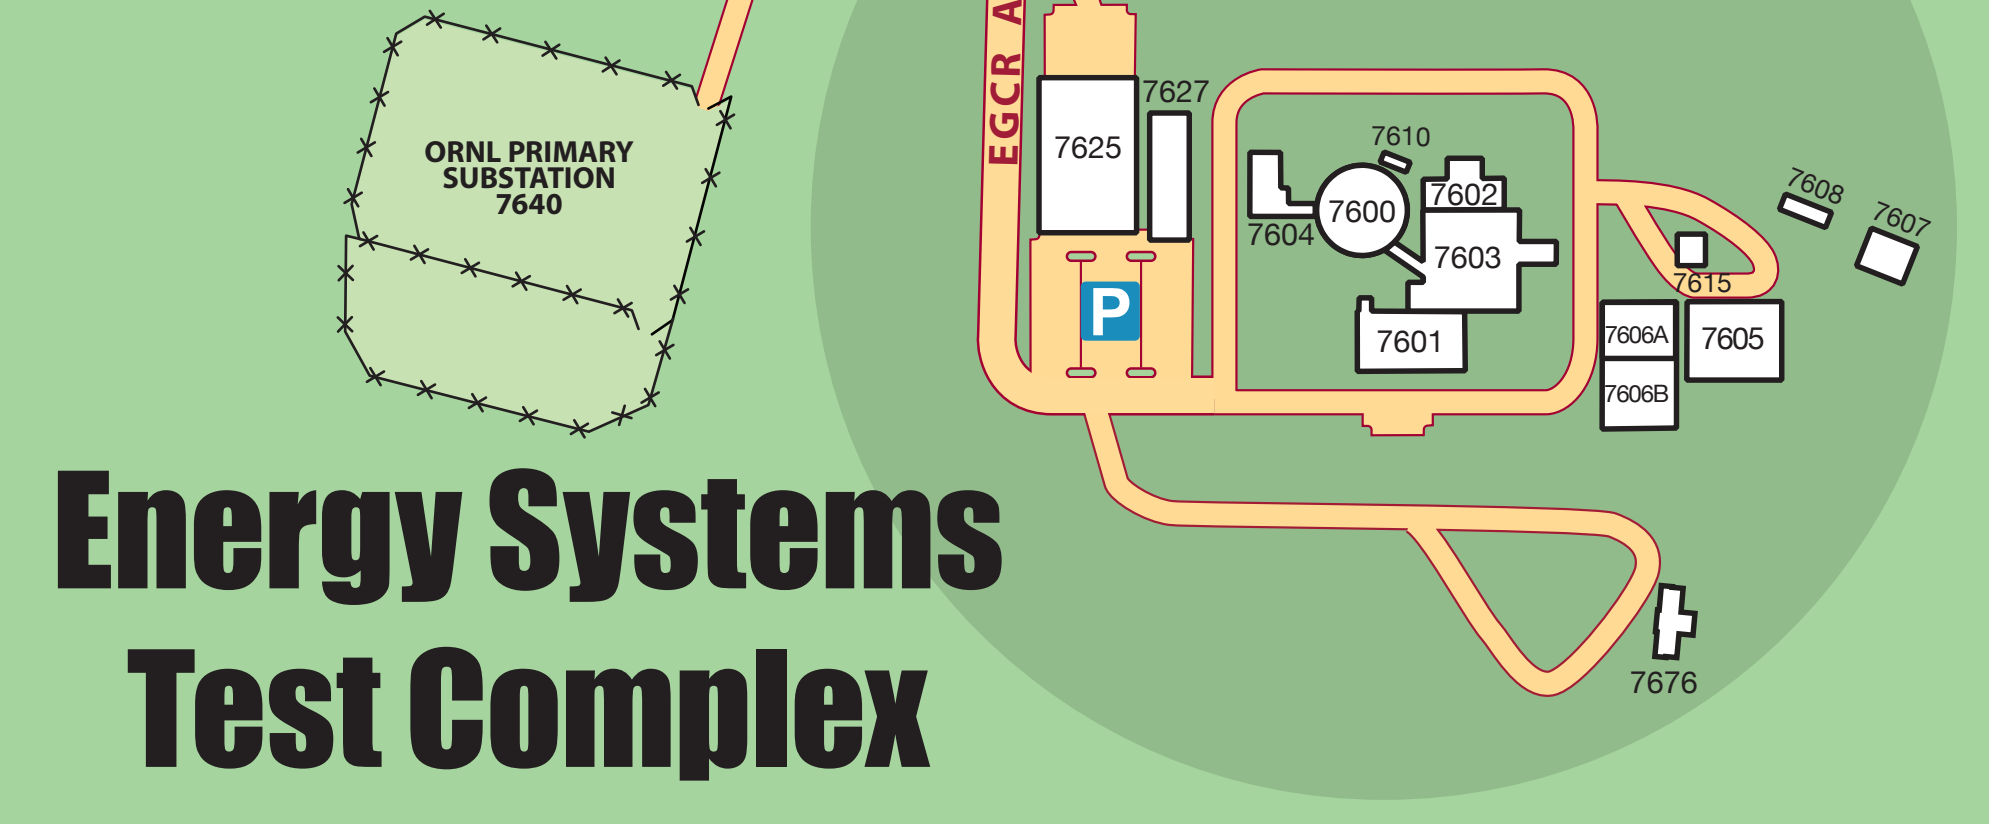 ORNL PRIMARY
SUBSTATION
7640
EGCR A
7625
7627
7610
7602
7600
7604
7603
7601
7608
7607
7615
7606A
7605
7606B
P
Energy Systems
Test Complex
7676